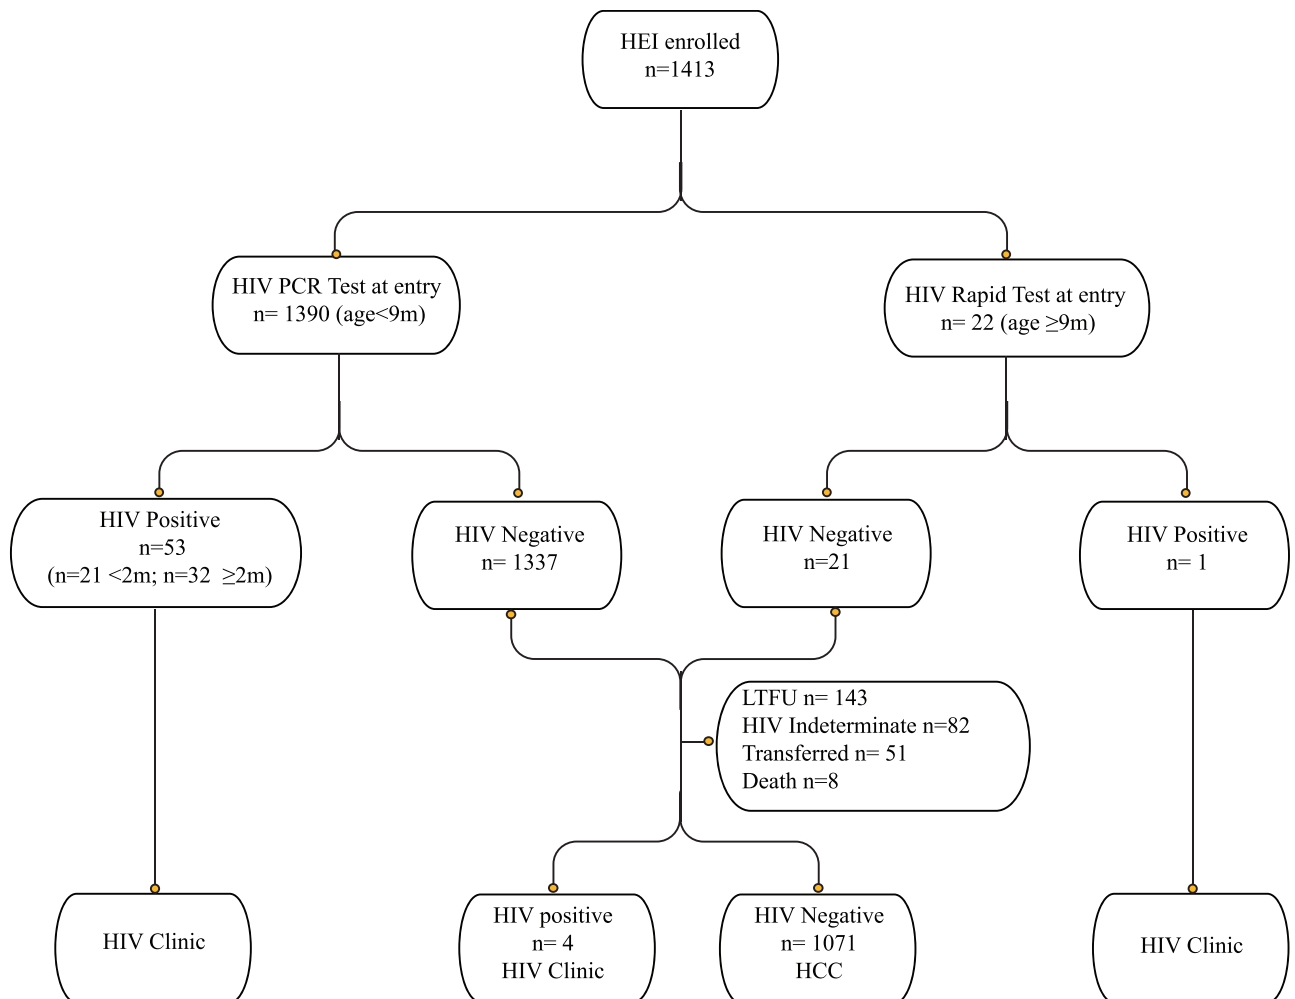 HEI enrolled
n=1413
HIV PCR Test at entry
n= 1390 (age<9m)
HIV Rapid Test at entry
n= 22 (age ≥9m)
HIV Positive
n=53
(n=21 <2m; n=32 ≥2m)
HIV Negative
n= 1337
HIV Negative
n=21
HIV Positive
n= 1
LTFU n= 143
HIV Indeterminate n=82
Transferred n= 51
Death n=8
HIV Clinic
HIV positive
n= 4
HIV Clinic
HIV Negative
n= 1071
HCC
HIV Clinic